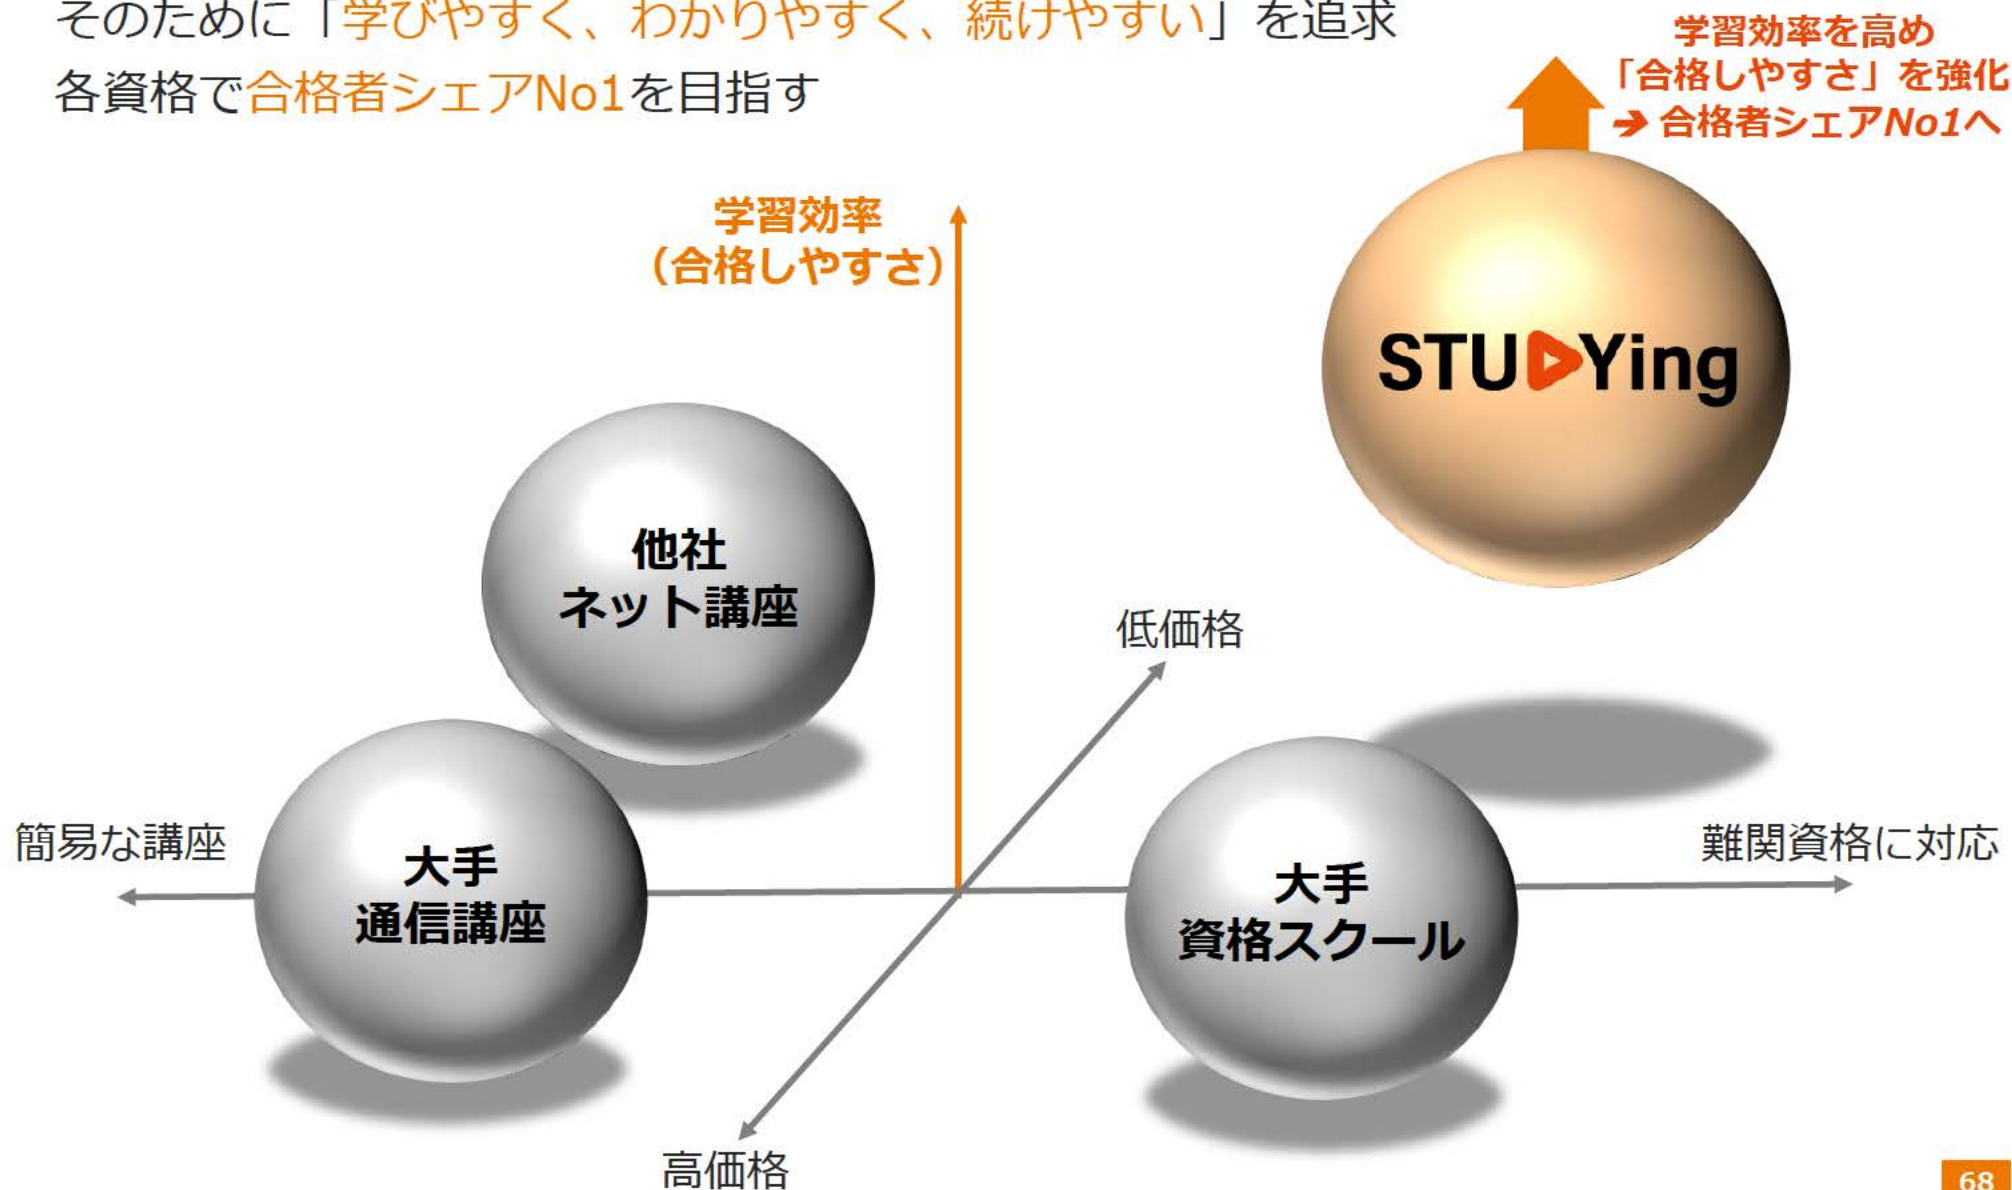 そのために「学びやすく、わかりやすく、続けやすい」を追求
各資格で合格者シェアNo1を目指す
学習効率を高め
「合格しやすさ」を強化
➔ 合格者シェアNo1へ
学習効率
(合格しやすさ)
STUDYing
他社
ネット講座
低価格
簡易な講座
大手
通信講座
大手
資格スクール
難関資格に対応
高価格
68